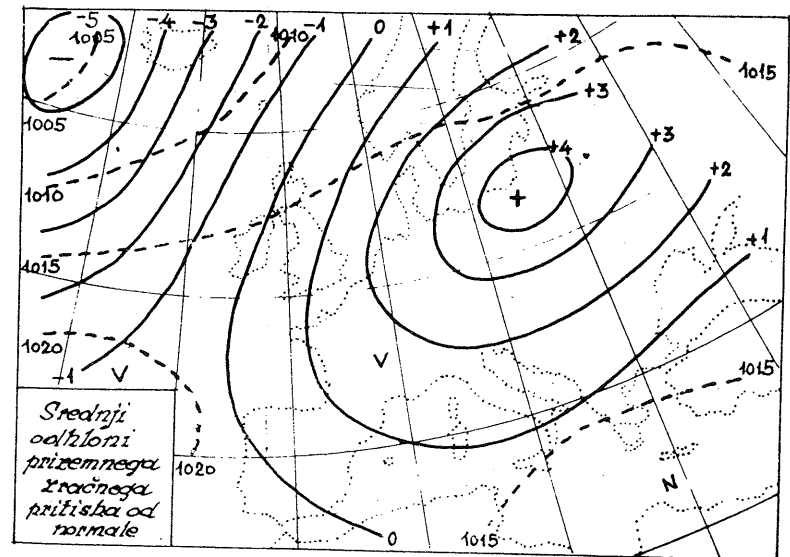 -5 -4 -3 -2 1010 -1 0 +1 +2
1005
1015
+3
1005
+4 +3
+2
1010
+1
1015
1020
V
V
1015
-1
Srednji
odkloni
prizemnega
zračnega
pritiska od
normale
1020
N
0
1015